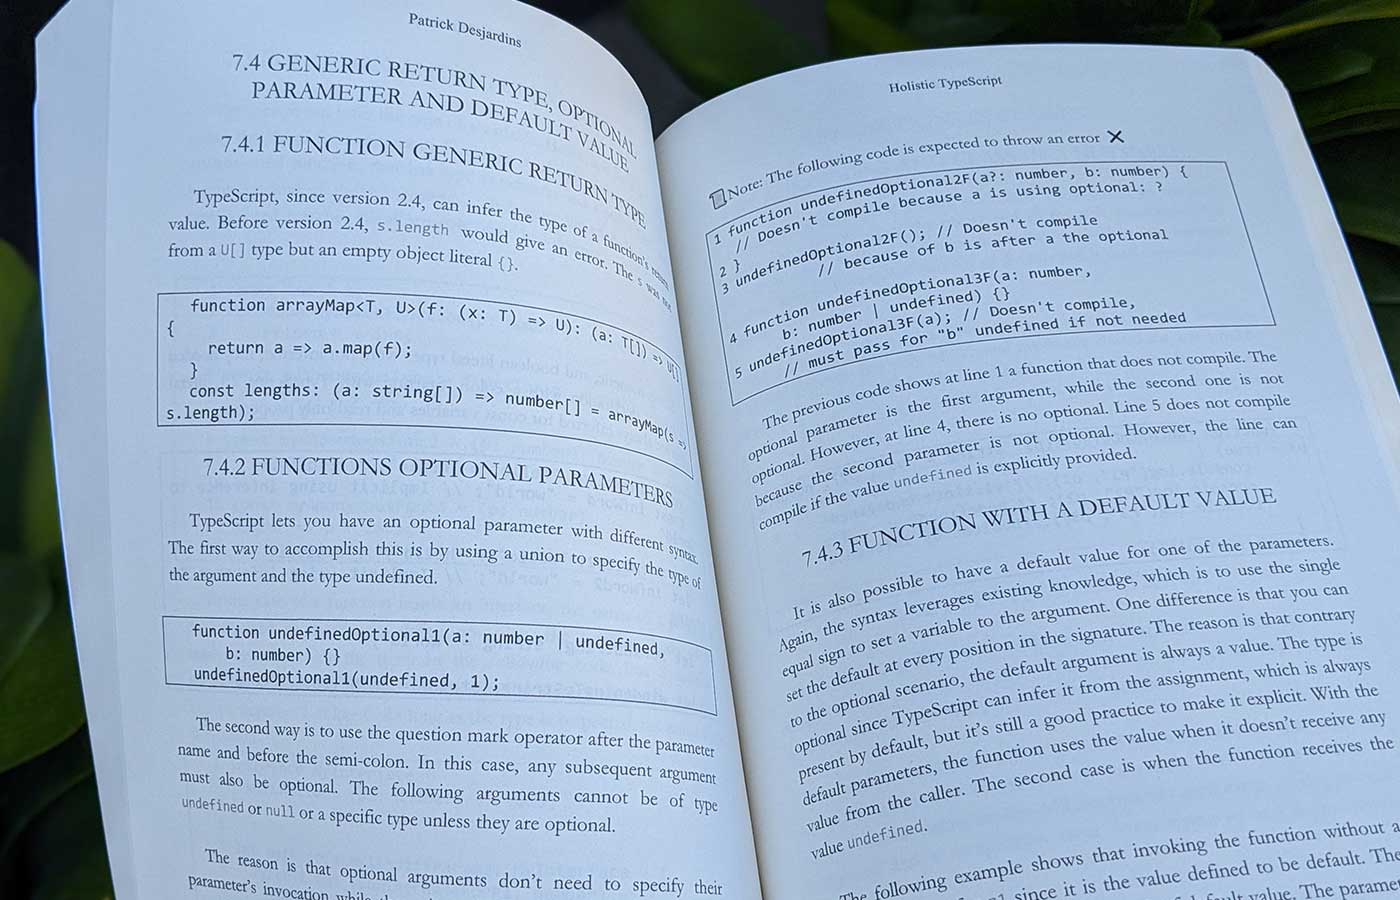 Patrick Desjardins
7.4 GENERIC RETURN TYPE, OPTIONAL
PARAMETER AND DEFAULT VALUE
7.4.1 FUNCTION GENERIC RETURN TYPE
TypeScript, since version 2.4, can infer the type of a function's return
value. Before version 2.4, s.length would give an error. The s was not
from a U[] type but an empty object literal {}.
function arrayMap<T, U>(f: (x: T) => U): (a: T[]) => U[]
{
return a => a.map(f);
}
const lengths: (a: string[]) => number[] = arrayMap(s =>
s.length);
7.4.2 FUNCTIONS OPTIONAL PARAMETERS
TypeScript lets you have an optional parameter with different syntax.
The first way to accomplish this is by using a union to specify the type of
the argument and the type undefined.
function undefinedOptional1(a: number | undefined,
b: number) {}
undefinedOptional1(undefined, 1);
The second way is to use the question mark operator after the parameter
name and before the semi-colon. In this case, any subsequent argument
must also be optional. The following arguments cannot be of type
undefined or null or a specific type unless they are optional.
The reason is that optional arguments don't need to specify their
parameter's invocation while
Holistic TypeScript
Note: The following code is expected to throw an error ✕
1 function undefinedOptional2F(a?: number, b: number) {
// Doesn't compile because a is using optional: ?
2 }
3 undefinedOptional2F(); // Doesn't compile
// because of b is after a the optional
4 function undefinedOptional3F(a: number,
b: number | undefined) {}
5 undefinedOptional3F(a); // Doesn't compile,
// must pass for "b" undefined if not needed
The previous code shows at line 1 a function that does not compile. The
optional parameter is the first argument, while the second one is not
optional. However, at line 4, there is no optional. Line 5 does not compile
because the second parameter is not optional. However, the line can
compile if the value undefined is explicitly provided.
7.4.3 FUNCTION WITH A DEFAULT VALUE
It is also possible to have a default value for one of the parameters.
Again, the syntax leverages existing knowledge, which is to use the single
equal sign to set a variable to the argument. One difference is that you can
set the default at every position in the signature. The reason is that contrary
to the optional scenario, the default argument is always a value. The type is
optional since TypeScript can infer it from the assignment, which is always
present by default, but it's still a good practice to make it explicit. With the
default parameters, the function uses the value when it doesn't receive any
value from the caller. The second case is when the function receives the
value undefined.
The following example shows that invoking the function without a
since it is the value defined to be default. The
value. The